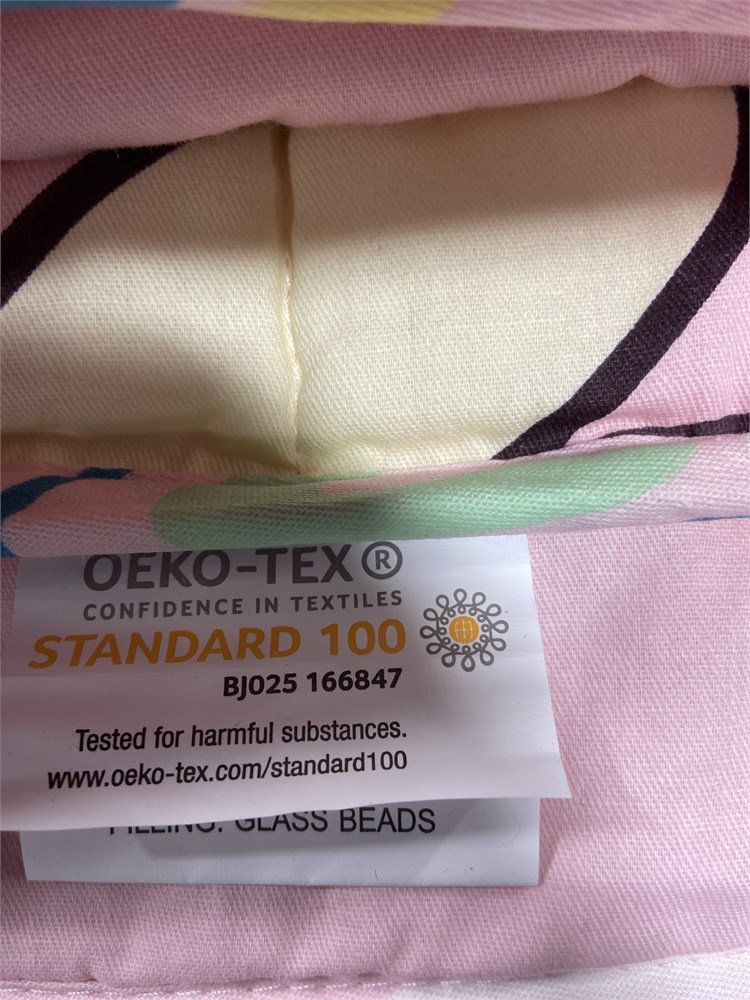 OEKO-TEX®
CONFIDENCE IN TEXTILES
STANDARD 100
BJ025 166847
Tested for harmful substances.
www.oeko-tex.com/standard100
FILLING: GLASS BEADS